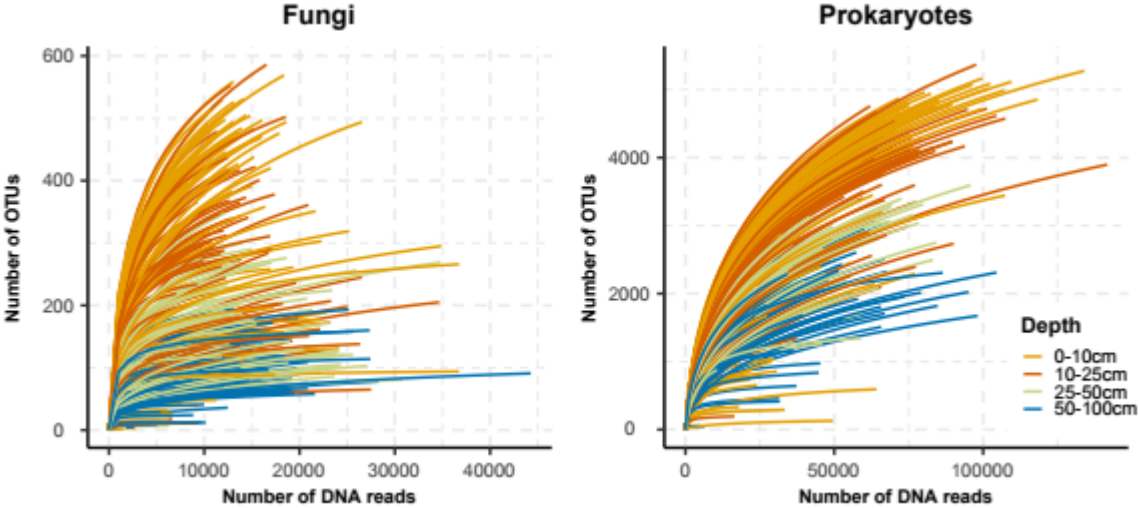 Fungi
Number of OTUs
600
400
200
0
0 10000 20000 30000 40000
Number of DNA reads
Prokaryotes
Number of OTUs
4000
2000
0
0 50000 100000
Number of DNA reads
Depth
0-10cm
10-25cm
25-50cm
50-100cm